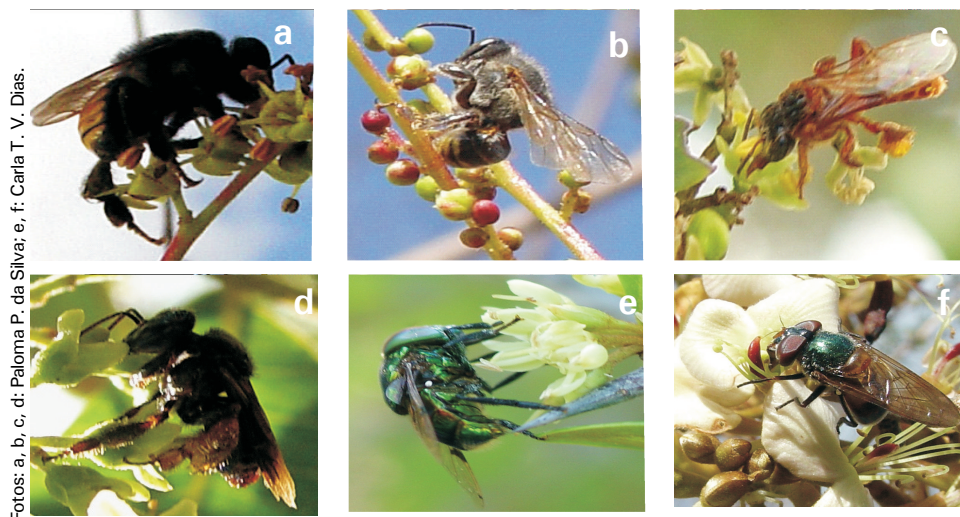 a
b
c
d
e
f
Fotos: a, b, c, d: Paloma P. da Silva; e, f: Carla T. V. Dias.